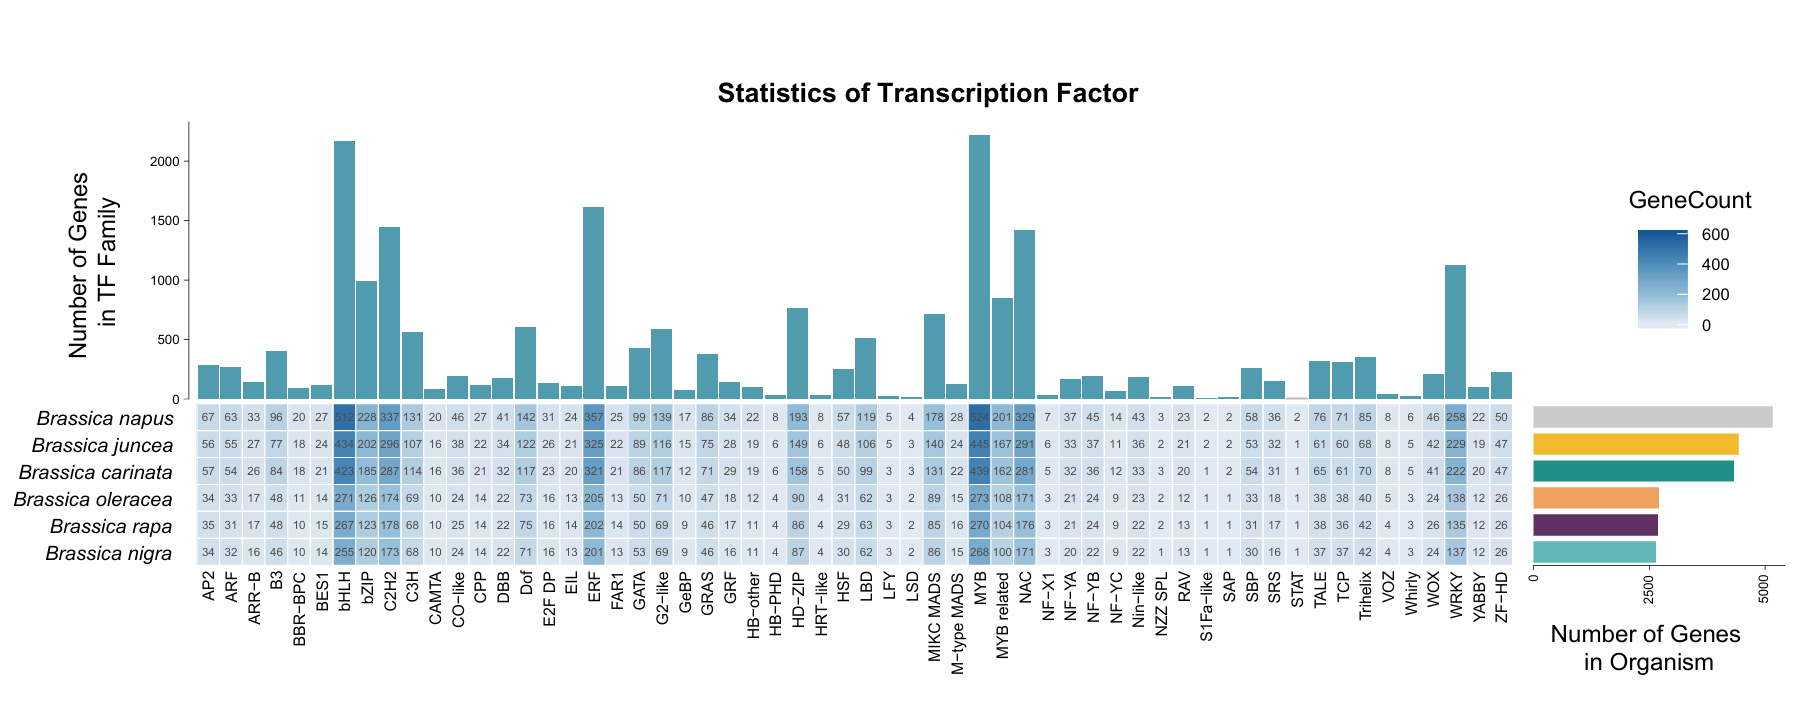 Statistics of Transcription Factor
Number of Genes
in TF Family
2000
1500
1000
500
0
GeneCount
600
400
200
0
Brassica napus 67 63 33 96 20 27 512 228 337 131 20 46 27 41 142 31 24 357 25 99 139 17 86 34 22 8 193 8 57 119 5 4 178 28 524 201 329 7 37 45 14 43 3 23 2 2 58 36 2 76 71 85 8 6 46 258 22 50
Brassica juncea 56 55 27 77 18 24 434 202 296 107 16 38 22 34 122 26 21 325 22 89 116 15 75 28 19 6 149 6 48 106 5 3 140 24 445 167 291 6 33 37 11 36 2 21 2 2 53 32 1 61 60 68 8 5 42 229 19 47
Brassica carinata 57 54 26 84 18 21 423 185 287 114 16 36 21 32 117 23 20 321 21 86 117 12 71 29 19 6 158 5 50 99 3 3 131 22 439 162 281 5 32 36 12 33 3 20 1 2 54 31 1 65 61 70 8 5 41 222 20 47
Brassica oleracea 34 33 17 48 11 14 271 126 174 69 10 24 14 22 73 16 13 205 13 50 71 10 47 18 12 4 90 4 31 62 3 2 89 15 273 108 171 3 21 24 9 23 2 12 1 1 33 18 1 38 38 40 5 3 24 138 12 26
Brassica rapa 35 31 17 48 10 15 267 123 178 68 10 25 14 22 75 16 14 202 14 50 69 9 46 17 11 4 86 4 29 63 3 2 85 16 270 104 176 3 21 24 9 22 2 13 1 1 31 17 1 38 36 42 4 3 26 135 12 26
Brassica nigra 34 32 16 46 10 14 255 120 173 68 10 24 14 22 71 16 13 201 13 53 69 9 46 16 11 4 87 4 30 62 3 2 86 15 268 100 171 3 20 22 9 22 1 13 1 1 30 16 1 37 37 42 4 3 24 137 12 26
AP2 ARF ARR−B B3 BBR−BPC BES1 bHLH bZIP C2H2 C3H CAMTA CO−like CPP DBB Dof E2F DP EIL ERF FAR1 GATA G2−like GeBP GRAS GRF HB−other HB−PHD HD−ZIP HRT−like HSF LBD LFY LSD MIKC MADS M−type MADS MYB MYB related NAC NF−X1 NF−YA NF−YB NF−YC Nin−like NZZ SPL RAV S1Fa−like SAP SBP SRS STAT TALE TCP Trihelix VOZ Whirly WOX WRKY YABBY ZF−HD
0 2500 5000
Number of Genes
in Organism